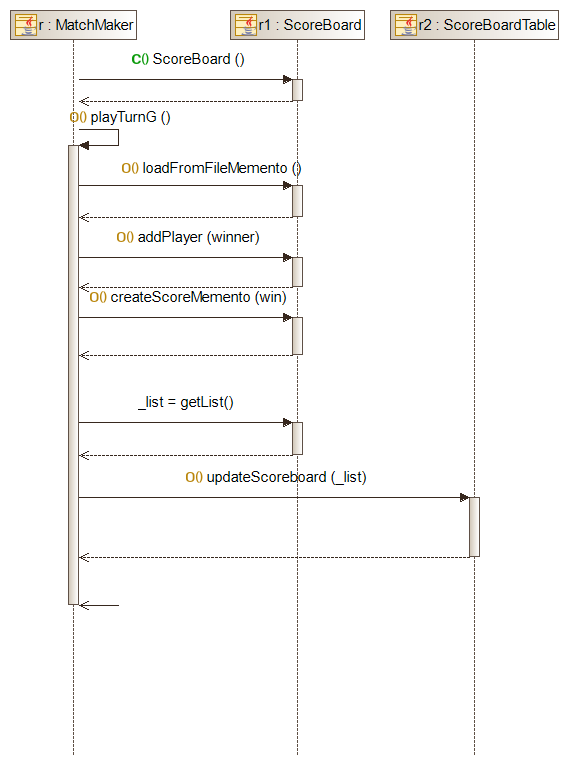 r : MatchMaker
r1 : ScoreBoard
r2 : ScoreBoardTable
C() ScoreBoard ()
O() playTurnG ()
O() loadFromFileMemento ()
O() addPlayer (winner)
O() createScoreMemento (win)
_list = getList()
O() updateScoreboard (_list)